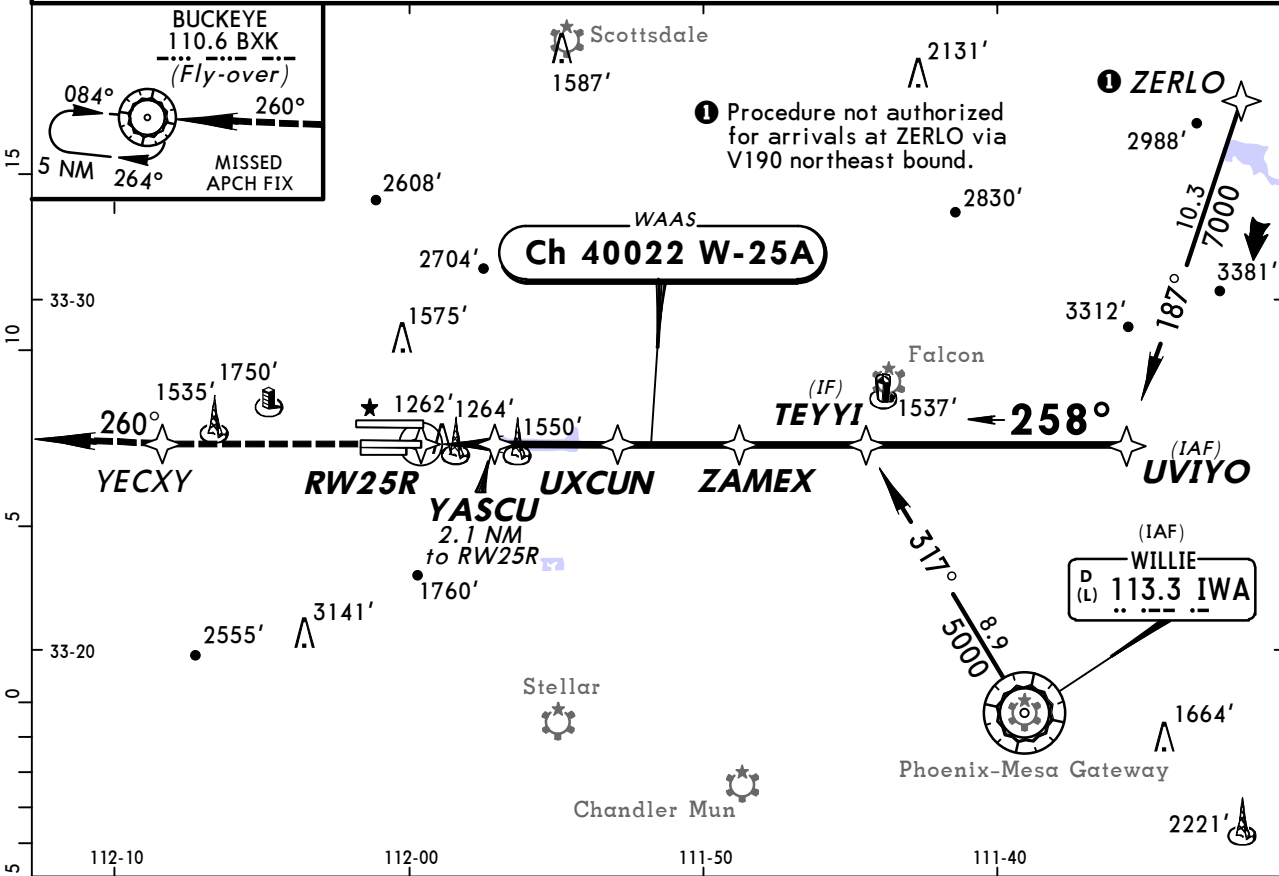 BUCKEYE
110.6 BXK
(Fly-over)
084°
260°
5 NM
264°
MISSED
APCH FIX
Scottsdale
1587'
2131'
❶ Procedure not authorized
for arrivals at ZERLO via
V190 northeast bound.
❶ ZERLO
2988'
15
2608'
2830'
WAAS
Ch 40022 W-25A
2704'
10.3
7000
187°
3381'
33-30
3312'
1575'
10
Falcon
1750'
1535'
(IF)
TEYYI
1537'
260°
1262'
1264'
1550'
258°
YECXY
RW25R
YASCU
2.1 NM
to RW25R
UXCUN
ZAMEX
(IAF)
UVIYO
5
317°
8.9
5000
(IAF)
WILLIE
D
(L)
113.3 IWA
1760'
3141'
2555'
33-20
0
Stellar
1664'
Phoenix-Mesa Gateway
Chandler Mun
2221'
5
112-10
112-00
111-50
111-40